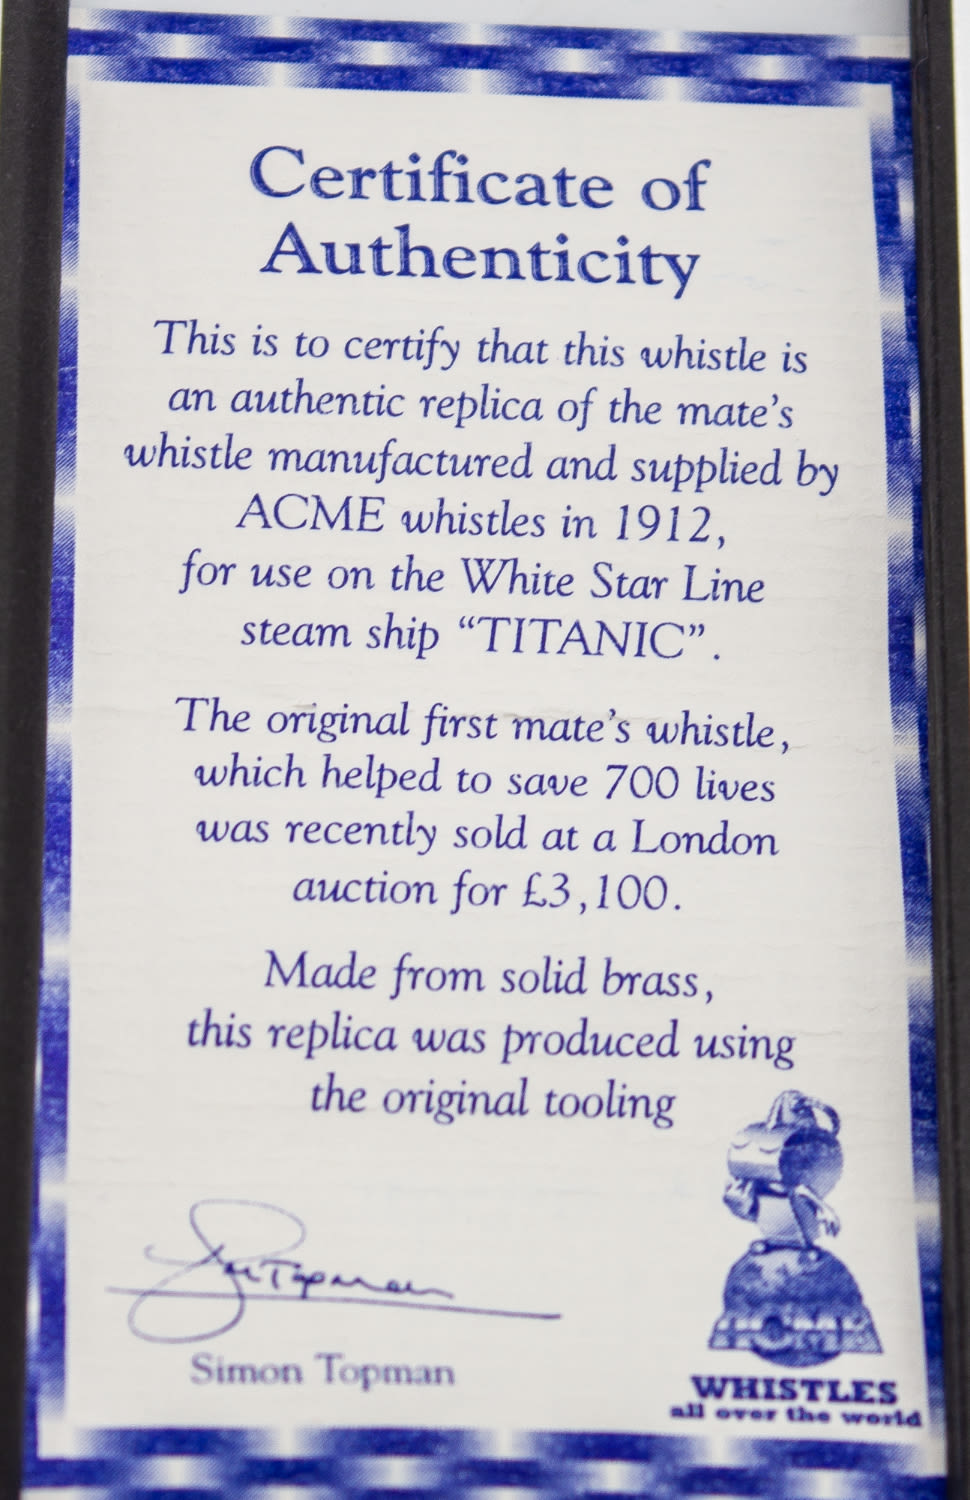 Certificate of
Authenticity
This is to certify that this whistle is
an authentic replica of the mate's
whistle manufactured and supplied by
ACME whistles in 1912,
for use on the White Star Line
steam ship “TITANIC”.
The original first mate's whistle,
which helped to save 700 lives
was recently sold at a London
auction for £3,100.
Made from solid brass,
this replica was produced using
the original tooling
Simon Topman
Simon Topman
ACME
WHISTLES
all over the world